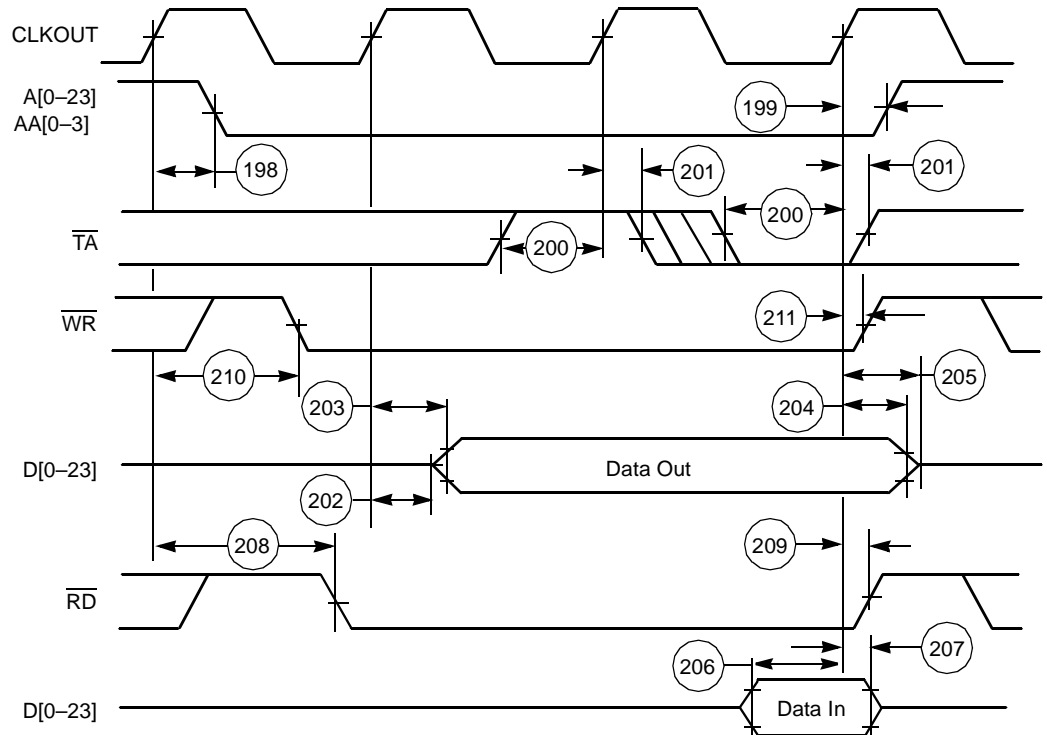 CLKOUT
A[0–23]
AA[0–3]
199
198
201
201
200
200
TA
WR
211
210
205
203
204
D[0–23]
Data Out
202
208
209
RD
206
207
D[0–23]
Data In